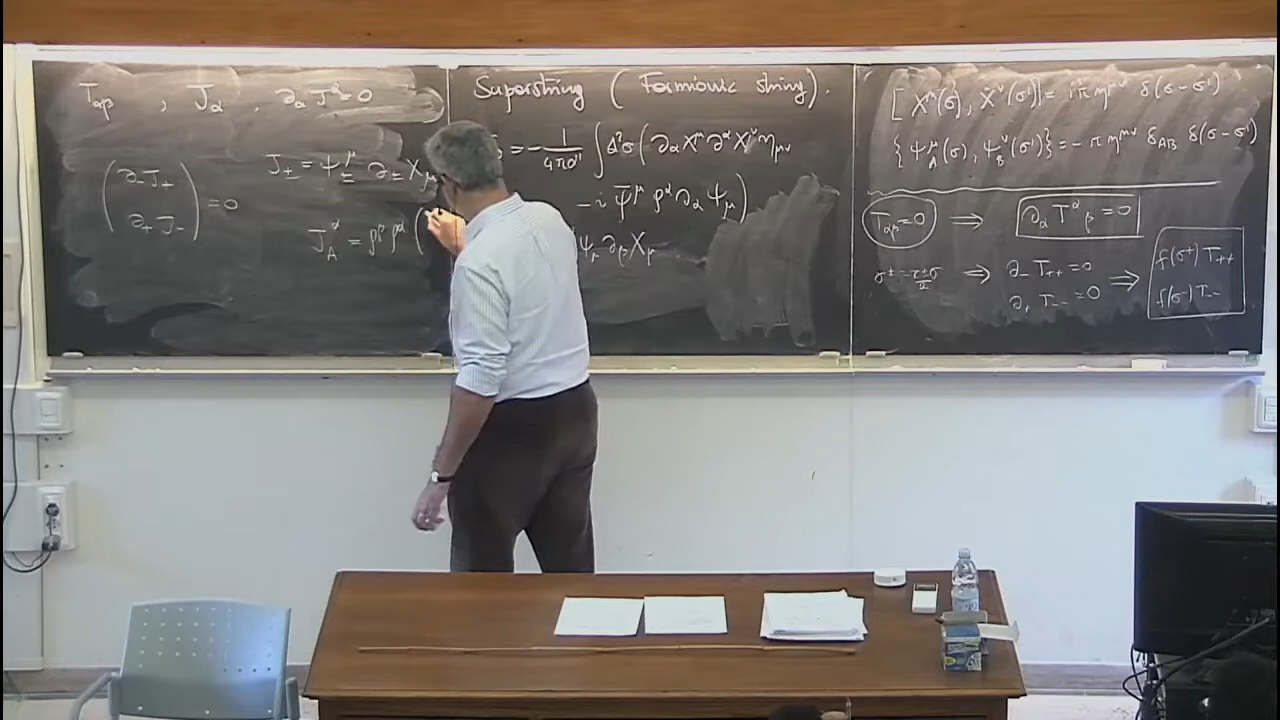 T_{αβ} , J_α . ∂_α J^α = 0
( ∂_- J_+ ∂_+ J_- ) = 0
J_± = ψ^μ_± ∂_± X_μ
J^α_A = ρ^β ρ^α (
Superstring ( Fermionic string ) .
= - 1/4πα' ∫ d²σ ( ∂_α X^μ ∂^α X^ν η_{μν}
- i ψ̄^μ ρ^α ∂_α ψ_μ )
ψ_μ ∂_β X_μ
[ X^μ(σ) , Ẋ^ν(σ') ] = iπ η^{μν} δ(σ-σ')
{ ψ^μ_A(σ) , ψ^ν_B(σ') } = - π η^{μν} δ_{AB} δ(σ-σ')
T_{αβ} = 0 ⇒ ∂_α T^α_β = 0
⇒ ∂_- T_{++} = 0
∂_+ T_{--} = 0
⇒ f(σ^+) T_{++}
f(σ^-) T_{--}